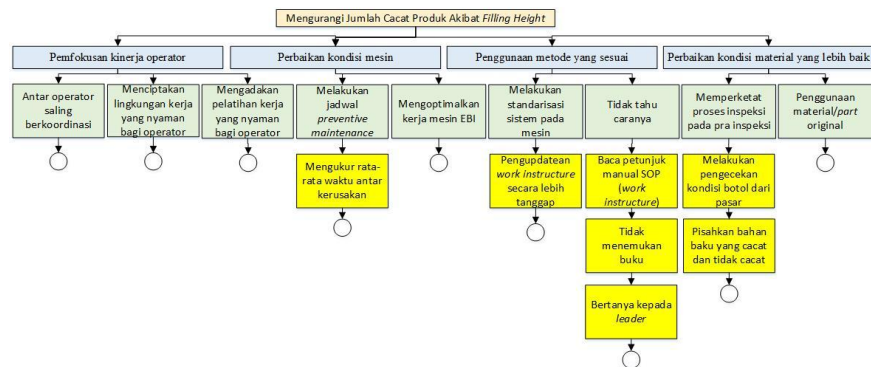 Mengurangi Jumlah Cacat Produk Akibat Filling Height
Pemfokusan kinerja operator
Perbaikan kondisi mesin
Penggunaan metode yang sesuai
Perbaikan kondisi material yang lebih baik
Antar operator
saling
berkoordinasi
Menciptakan
lingkungan kerja
yang nyaman
bagi operator
Mengadakan
pelatihan kerja
yang nyaman
bagi operator
Melakukan
jadwal
preventive
maintenance
Mengoptimalkan
kerja mesin EBI
Melakukan
standarisasi
sistem pada
mesin
Tidak tahu
caranya
Memperketat
proses inspeksi
pada pra inspeksi
Penggunaan
material/part
original
Mengukur rata-
rata waktu antar
kerusakan
Pengupdatean
work instructure
secara lebih
tanggap
Baca petunjuk
manual SOP
(work
instructure)
Melakukan
pengecekan
kondisi botol dari
pasar
Tidak
menemukan
buku
Pisahkan bahan
baku yang cacat
dan tidak cacat
Bertanya kepada
leader